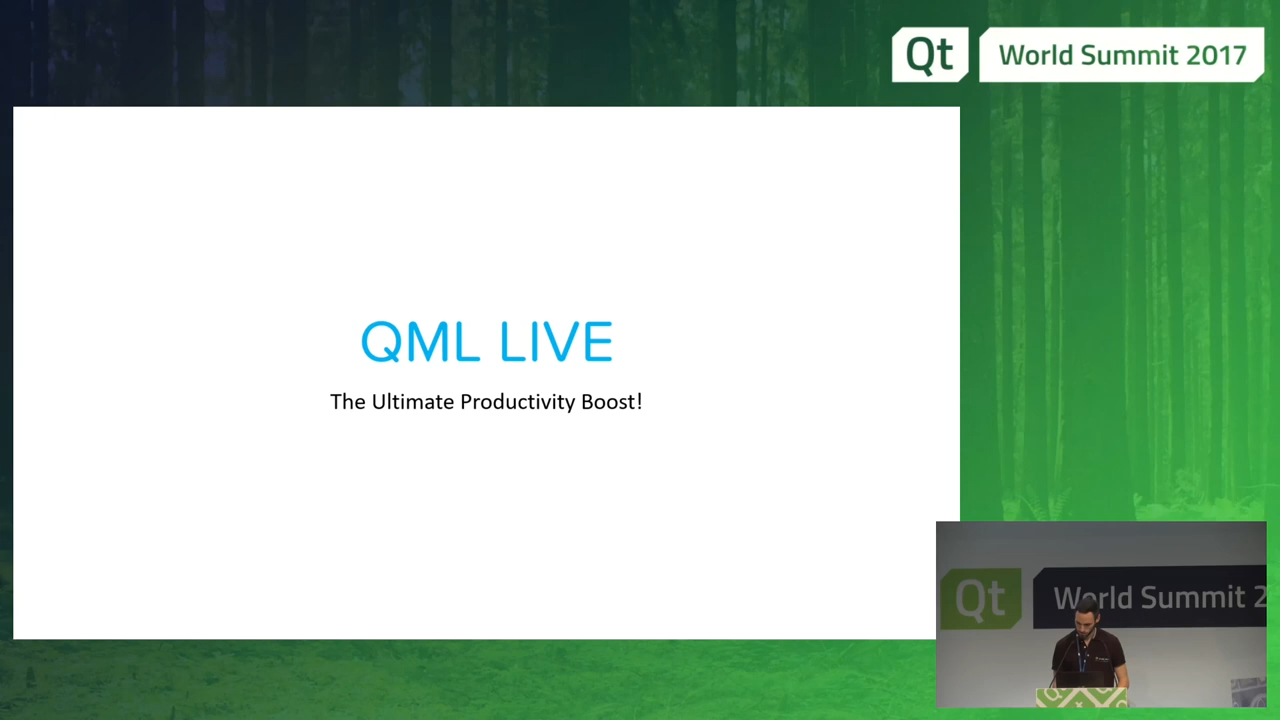 Qt
World Summit 2017
QML LIVE
The Ultimate Productivity Boost!
Qt
World Summit 2